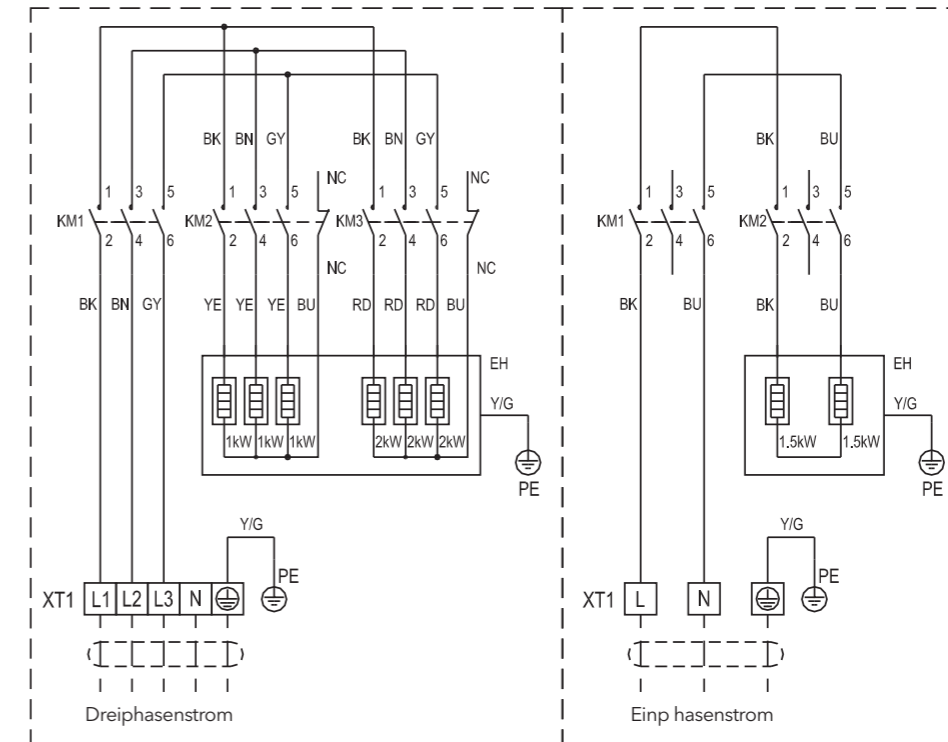 BK BN GY BK BN GY BK BU
NC NC
1 3 5 1 3 5 1 3 5 1 3 5 1 3 5
KM1 KM2 KM3 KM1 KM2
2 4 6 2 4 6 2 4 6 2 4 6 2 4 6
NC NC
BK BN GY YE YE YE BU RD RD RD BU BK BU BK BU
EH EH
Y/G Y/G
1kW 1kW 1kW 2kW 2kW 2kW 1.5kW 1.5kW
PE PE
Y/G Y/G
PE PE
XT1 L1 L2 L3 N XT1 L N
Dreiphasenstrom Einp hasenstrom